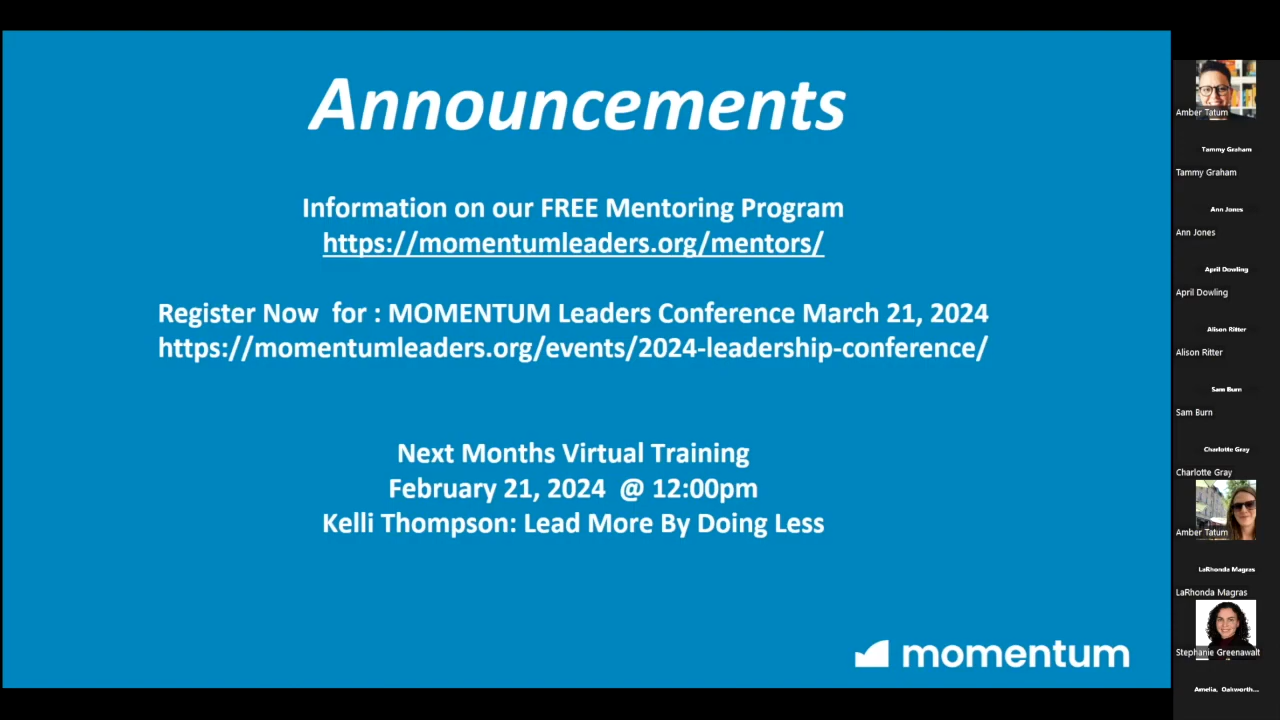 Announcements
Information on our FREE Mentoring Program
https://momentumleaders.org/mentors/
Register Now  for : MOMENTUM Leaders Conference March 21, 2024
https://momentumleaders.org/events/2024-leadership-conference/
Next Months Virtual Training
February 21, 2024  @ 12:00pm
Kelli Thompson: Lead More By Doing Less
momentum
Amber Tatum
Tammy Graham
Tammy Graham
Ann Jones
Ann Jones
April Dowling
April Dowling
Alison Ritter
Alison Ritter
Sam Burn
Sam Burn
Charlotte Gray
Charlotte Gray
Amber Tatum
LaRhonda Magras
LaRhonda Magras
Stephanie Greenawalt
Amelia, Oakworth...